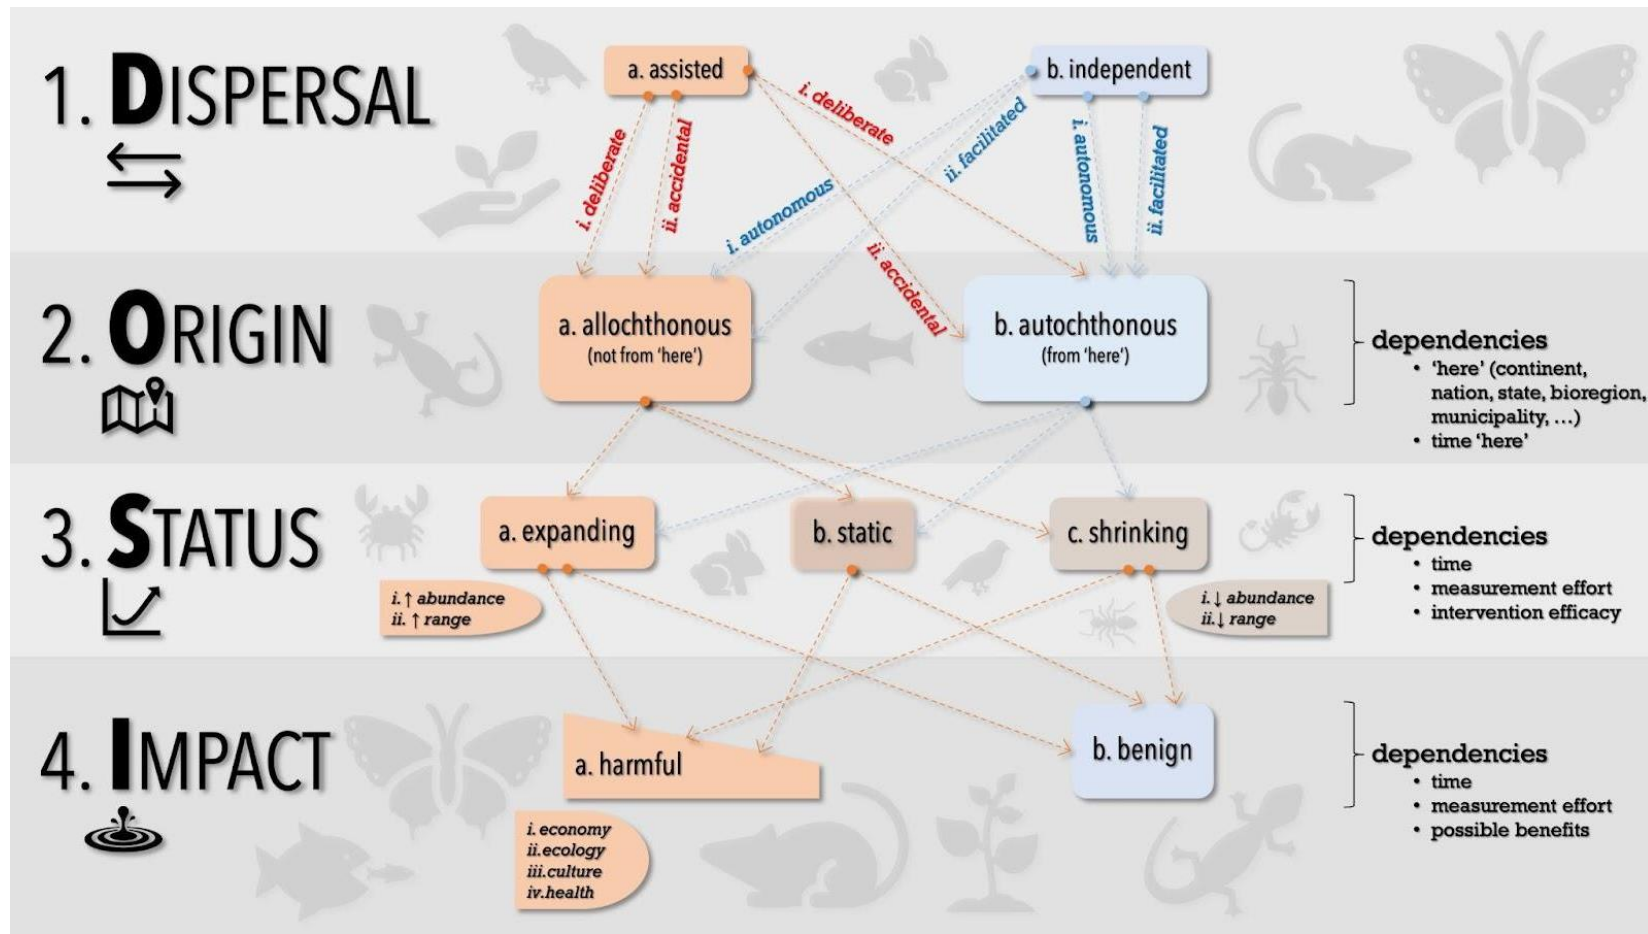 1. DISPERSAL
a. assisted
b. independent
i. deliberate
ii. accidental
i. deliberate
ii. accidental
i. autonomous
ii. facilitated
i. autonomous
ii. facilitated
2. ORIGIN
a. allochthonous
(not from ‘here’)
b. autochthonous
(from ‘here’)
dependencies
• ‘here’ (continent,
nation, state, bioregion,
municipality, …)
• time ‘here’
3. STATUS
a. expanding
b. static
c. shrinking
i. ↑ abundance
ii. ↑ range
i. ↓ abundance
ii. ↓ range
dependencies
• time
• measurement effort
• intervention efficacy
4. IMPACT
a. harmful
b. benign
i. economy
ii.ecology
iii.culture
iv.health
dependencies
• time
• measurement effort
• possible benefits